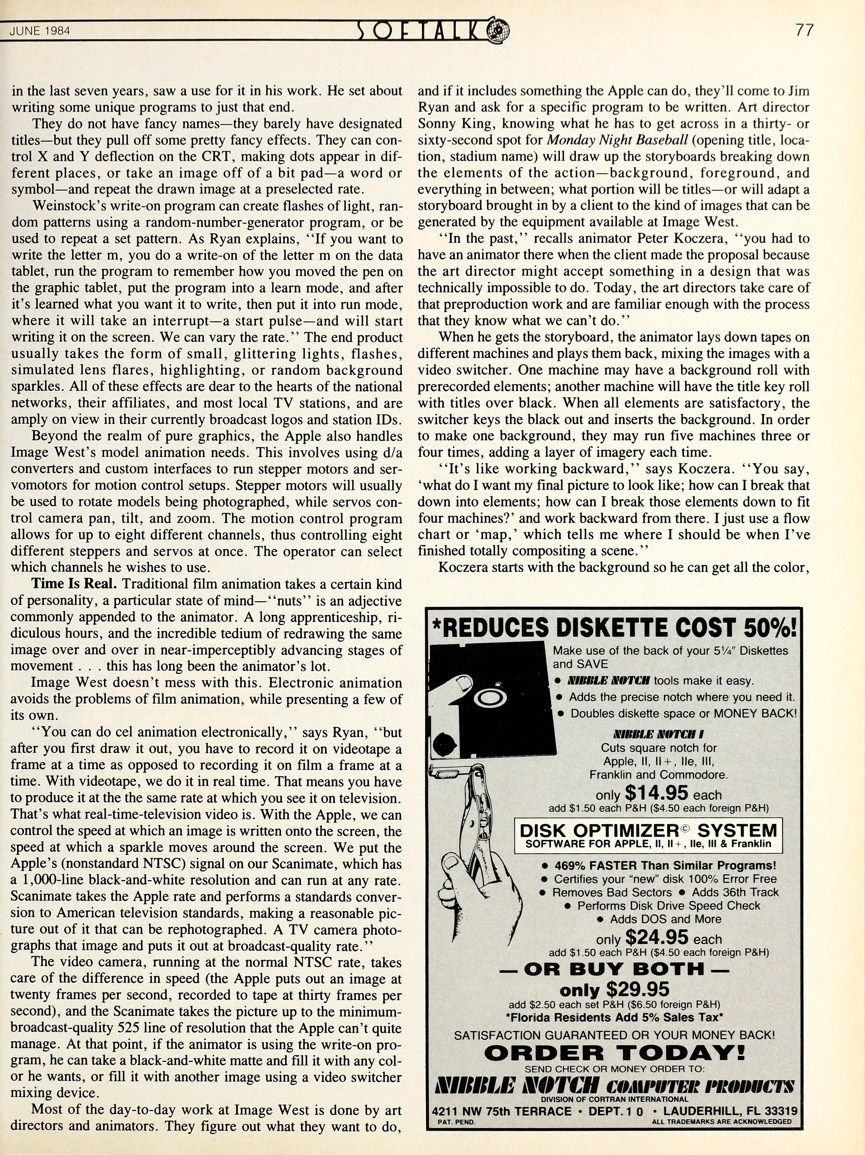 JUNE 1984
SOFTALK
77
in the last seven years, saw a use for it in his work. He set about
writing some unique programs to just that end.
They do not have fancy names—they barely have designated
titles—but they pull off some pretty fancy effects. They can con-
trol X and Y deflection on the CRT, making dots appear in dif-
ferent places, or take an image off of a bit pad—a word or
symbol—and repeat the drawn image at a preselected rate.
Weinstock's write-on program can create flashes of light, ran-
dom patterns using a random-number-generator program, or be
used to repeat a set pattern. As Ryan explains, ‘‘If you want to
write the letter m, you do a write-on of the letter m on the data
tablet, run the program to remember how you moved the pen on
the graphic tablet, put the program into a learn mode, and after
it's learned what you want it to write, then put it into run mode,
where it will take an interrupt—a start pulse—and will start
writing it on the screen. We can vary the rate.’’ The end product
usually takes the form of small, glittering lights, flashes,
simulated lens flares, highlighting, or random background
sparkles. All of these effects are dear to the hearts of the national
networks, their affiliates, and most local TV stations, and are
amply on view in their currently broadcast logos and station IDs.
Beyond the realm of pure graphics, the Apple also handles
Image West's model animation needs. This involves using d/a
converters and custom interfaces to run stepper motors and ser-
vomotors for motion control setups. Stepper motors will usually
be used to rotate models being photographed, while servos con-
trol camera pan, tilt, and zoom. The motion control program
allows for up to eight different channels, thus controlling eight
different steppers and servos at once. The operator can select
which channels he wishes to use.
Time Is Real. Traditional film animation takes a certain kind
of personality, a particular state of mind—‘‘nuts’’ is an adjective
commonly appended to the animator. A long apprenticeship, ri-
diculous hours, and the incredible tedium of redrawing the same
image over and over in near-imperceptibly advancing stages of
movement . . . this has long been the animator's lot.
Image West doesn't mess with this. Electronic animation
avoids the problems of film animation, while presenting a few of
its own.
‘‘You can do cel animation electronically,’’ says Ryan, ‘‘but
after you first draw it out, you have to record it on videotape a
frame at a time as opposed to recording it on film a frame at a
time. With videotape, we do it in real time. That means you have
to produce it at the the same rate at which you see it on television.
That's what real-time-television video is. With the Apple, we can
control the speed at which an image is written onto the screen, the
speed at which a sparkle moves around the screen. We put the
Apple's (nonstandard NTSC) signal on our Scanimate, which has
a 1,000-line black-and-white resolution and can run at any rate.
Scanimate takes the Apple rate and performs a standards conver-
sion to American television standards, making a reasonable pic-
ture out of it that can be rephotographed. A TV camera photo-
graphs that image and puts it out at broadcast-quality rate.’’
The video camera, running at the normal NTSC rate, takes
care of the difference in speed (the Apple puts out an image at
twenty frames per second, recorded to tape at thirty frames per
second), and the Scanimate takes the picture up to the minimum-
broadcast-quality 525 line of resolution that the Apple can't quite
manage. At that point, if the animator is using the write-on pro-
gram, he can take a black-and-white matte and fill it with any col-
or he wants, or fill it with another image using a video switcher
mixing device.
Most of the day-to-day work at Image West is done by art
directors and animators. They figure out what they want to do,
and if it includes something the Apple can do, they'll come to Jim
Ryan and ask for a specific program to be written. Art director
Sonny King, knowing what he has to get across in a thirty- or
sixty-second spot for Monday Night Baseball (opening title, loca-
tion, stadium name) will draw up the storyboards breaking down
the elements of the action—background, foreground, and
everything in between; what portion will be titles—or will adapt a
storyboard brought in by a client to the kind of images that can be
generated by the equipment available at Image West.
‘‘In the past,’’ recalls animator Peter Koczera, ‘‘you had to
have an animator there when the client made the proposal because
the art director might accept something in a design that was
technically impossible to do. Today, the art directors take care of
that preproduction work and are familiar enough with the process
that they know what we can't do.’’
When he gets the storyboard, the animator lays down tapes on
different machines and plays them back, mixing the images with a
video switcher. One machine may have a background roll with
prerecorded elements; another machine will have the title key roll
with titles over black. When all elements are satisfactory, the
switcher keys the black out and inserts the background. In order
to make one background, they may run five machines three or
four times, adding a layer of imagery each time.
‘‘It's like working backward,’’ says Koczera. ‘‘You say,
‘what do I want my final picture to look like; how can I break that
down into elements; how can I break those elements down to fit
four machines?’ and work backward from there. I just use a flow
chart or ‘map,’ which tells me where I should be when I've
finished totally compositing a scene.’’
Koczera starts with the background so he can get all the color,
*REDUCES DISKETTE COST 50%!
Make use of the back of your 5¼" Diskettes
and SAVE
● NIBBLE NOTCH tools make it easy.
● Adds the precise notch where you need it.
● Doubles diskette space or MONEY BACK!
NIBBLE NOTCH I
Cuts square notch for
Apple, II, II+, IIe, III,
Franklin and Commodore.
only $14.95 each
add $1.50 each P&H ($4.50 each foreign P&H)
DISK OPTIMIZER© SYSTEM
SOFTWARE FOR APPLE, II, II+, IIe, III & Franklin
● 469% FASTER Than Similar Programs!
● Certifies your "new" disk 100% Error Free
● Removes Bad Sectors ● Adds 36th Track
● Performs Disk Drive Speed Check
● Adds DOS and More
only $24.95 each
add $1.50 each P&H ($4.50 each foreign P&H)
— OR BUY BOTH —
only $29.95
add $2.50 each set P&H ($6.50 foreign P&H)
*Florida Residents Add 5% Sales Tax*
SATISFACTION GUARANTEED OR YOUR MONEY BACK!
ORDER TODAY!
SEND CHECK OR MONEY ORDER TO:
NIBBLE NOTCH COMPUTER PRODUCTS
DIVISION OF CORTRAN INTERNATIONAL
4211 NW 75th TERRACE • DEPT. 1 0 • LAUDERHILL, FL 33319
PAT. PEND. ALL TRADEMARKS ARE ACKNOWLEDGED